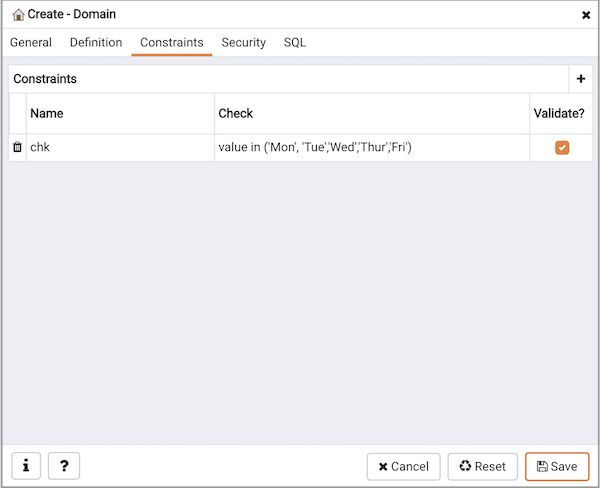 Create - Domain
General Definition Constraints Security SQL
Constraints
Name Check Validate?
chk value in ('Mon', 'Tue','Wed','Thur','Fri')
Cancel Reset Save